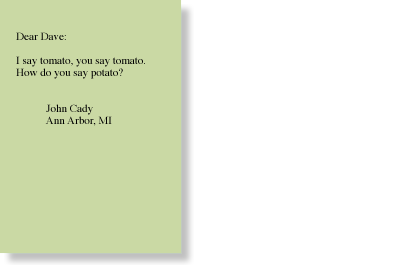 Dear Dave:
I say tomato, you say tomato.
How do you say potato?
John Cady
Ann Arbor, MI